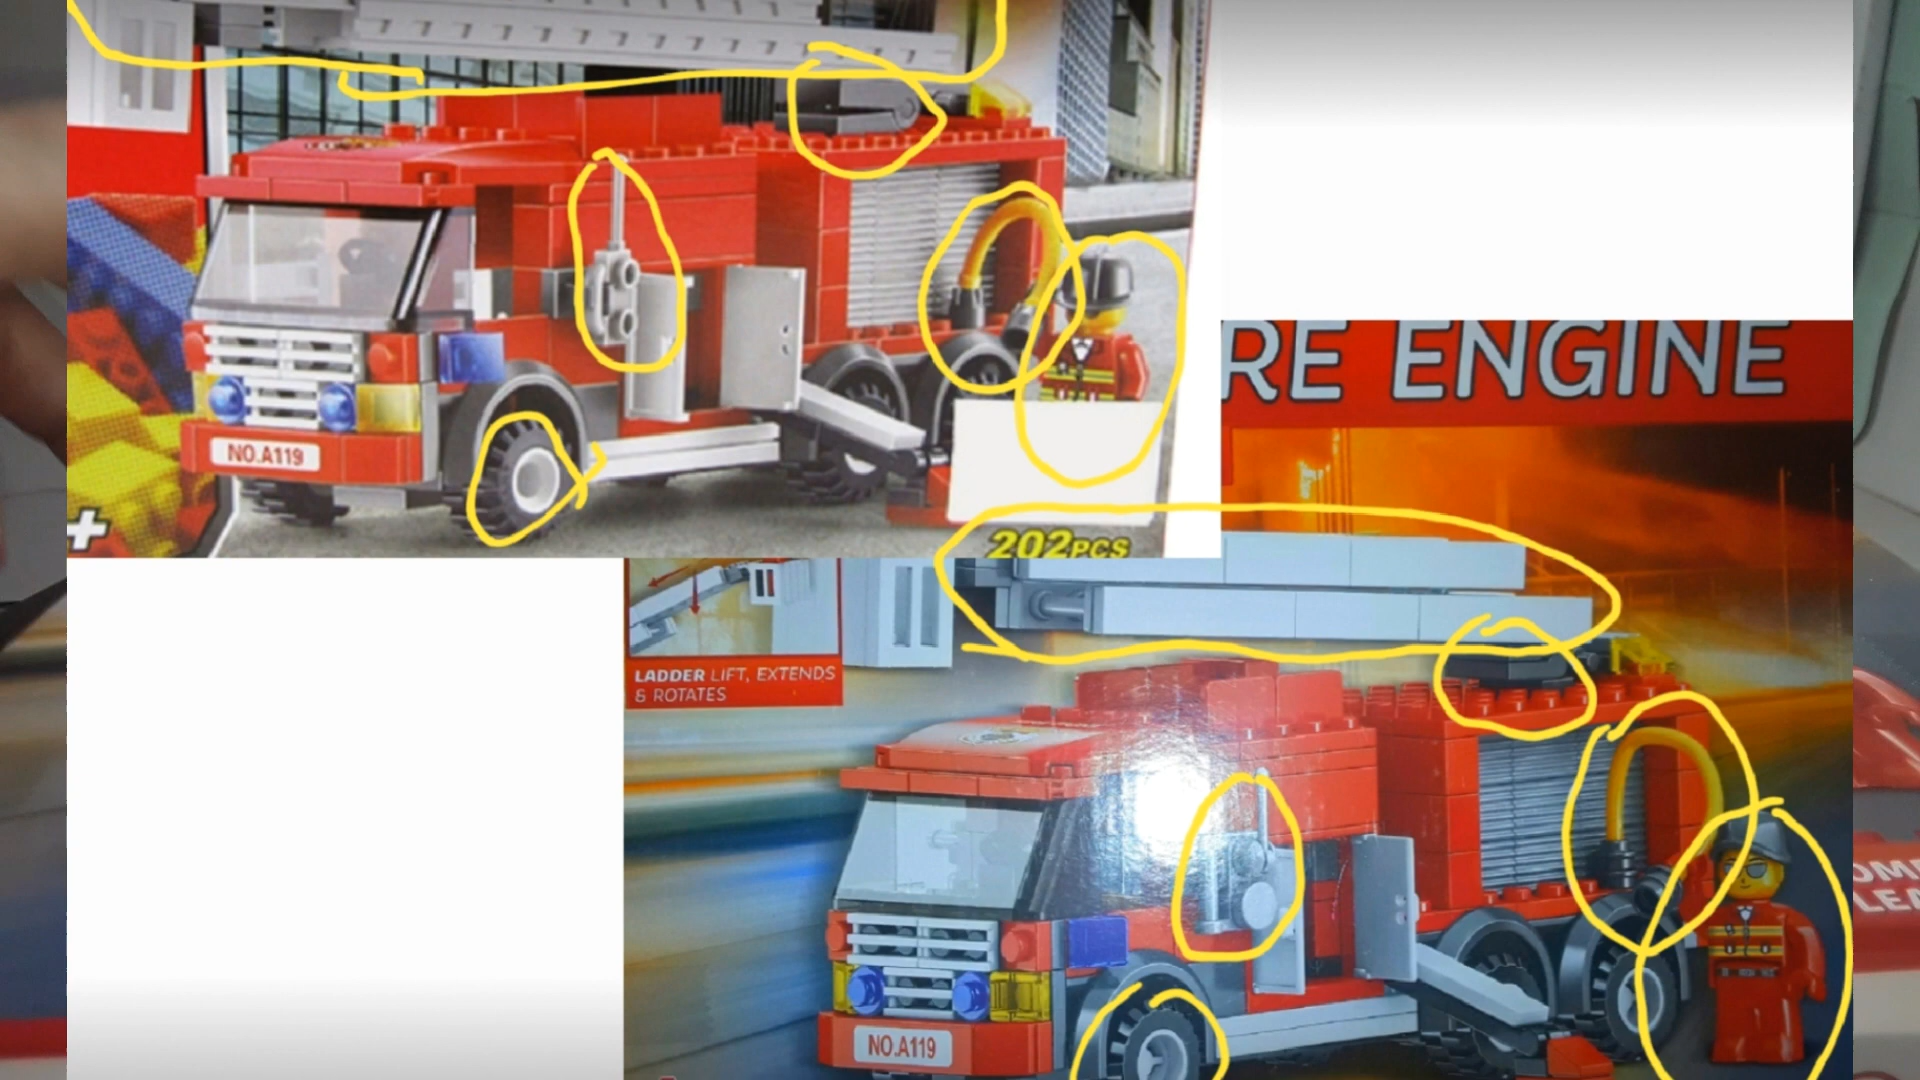 NO.A119
+
202PCS
RE ENGINE
LADDER LIFT, EXTENDS
& ROTATES
NO.A119